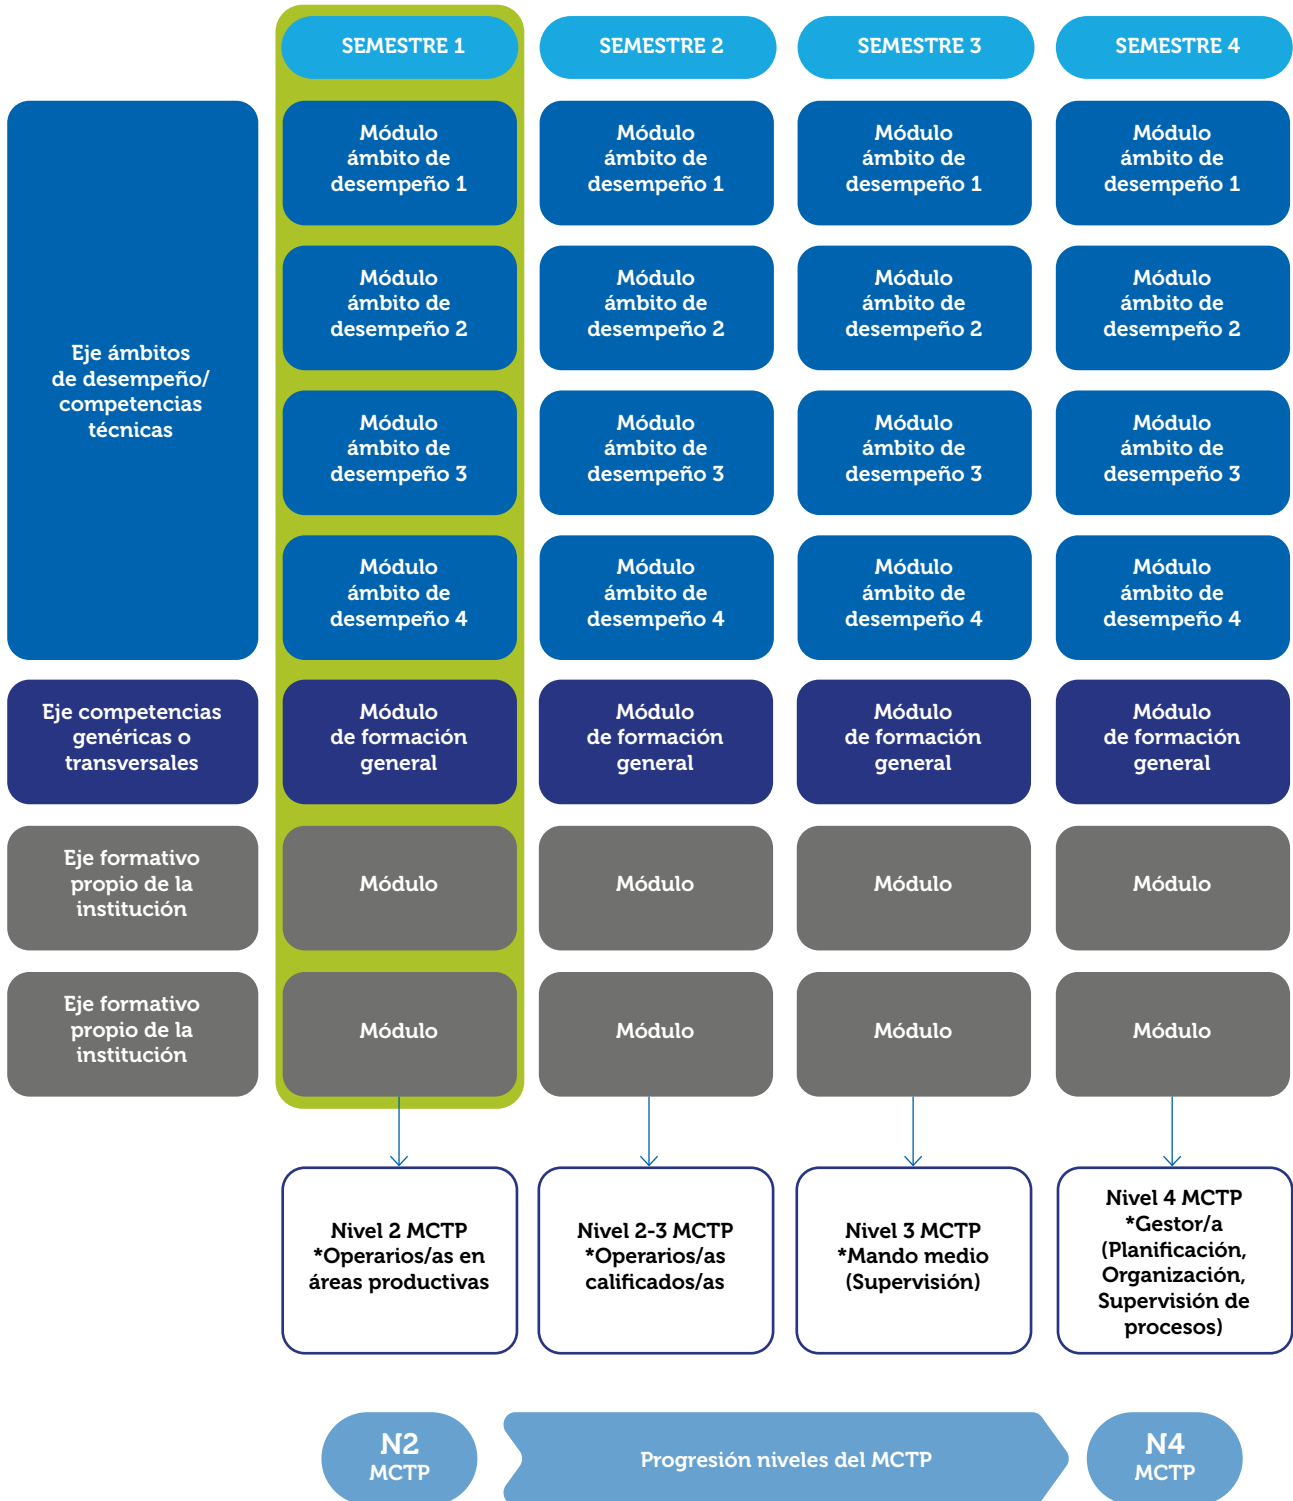 SEMESTRE 1
SEMESTRE 2
SEMESTRE 3
SEMESTRE 4
Eje ámbitos
de desempeño/
competencias
técnicas
Módulo
ámbito de
desempeño 1
Módulo
ámbito de
desempeño 1
Módulo
ámbito de
desempeño 1
Módulo
ámbito de
desempeño 1
Módulo
ámbito de
desempeño 2
Módulo
ámbito de
desempeño 2
Módulo
ámbito de
desempeño 2
Módulo
ámbito de
desempeño 2
Módulo
ámbito de
desempeño 3
Módulo
ámbito de
desempeño 3
Módulo
ámbito de
desempeño 3
Módulo
ámbito de
desempeño 3
Módulo
ámbito de
desempeño 4
Módulo
ámbito de
desempeño 4
Módulo
ámbito de
desempeño 4
Módulo
ámbito de
desempeño 4
Eje competencias
genéricas o
transversales
Módulo
de formación
general
Módulo
de formación
general
Módulo
de formación
general
Módulo
de formación
general
Eje formativo
propio de la
institución
Módulo
Módulo
Módulo
Módulo
Eje formativo
propio de la
institución
Módulo
Módulo
Módulo
Módulo
Nivel 2 MCTP
*Operarios/as en
áreas productivas
Nivel 2-3 MCTP
*Operarios/as
calificados/as
Nivel 3 MCTP
*Mando medio
(Supervisión)
Nivel 4 MCTP
*Gestor/a
(Planificación,
Organización,
Supervisión de
procesos)
N2
MCTP
Progresión niveles del MCTP
N4
MCTP